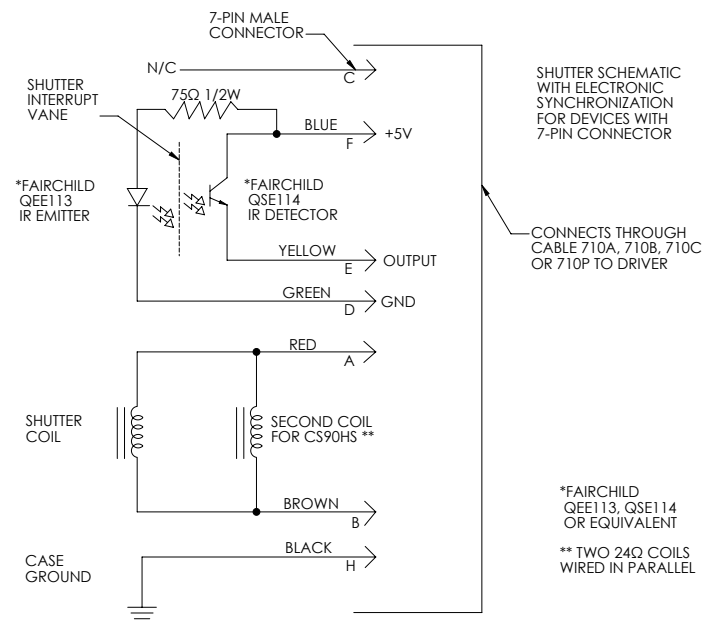 7-PIN MALE
CONNECTOR
N/C
C
SHUTTER SCHEMATIC
WITH ELECTRONIC
SYNCHRONIZATION
FOR DEVICES WITH
7-PIN CONNECTOR
SHUTTER
INTERRUPT
VANE
75Ω 1/2W
BLUE
F
+5V
*FAIRCHILD
QEE113
IR EMITTER
*FAIRCHILD
QSE114
IR DETECTOR
CONNECTS THROUGH
CABLE 710A, 710B, 710C
OR 710P TO DRIVER
YELLOW
E
OUTPUT
GREEN
D
GND
RED
A
SHUTTER
COIL
SECOND COIL
FOR CS90HS **
BROWN
B
*FAIRCHILD
QEE113, QSE114
OR EQUIVALENT
BLACK
H
CASE
GROUND
** TWO 24Ω COILS
WIRED IN PARALLEL